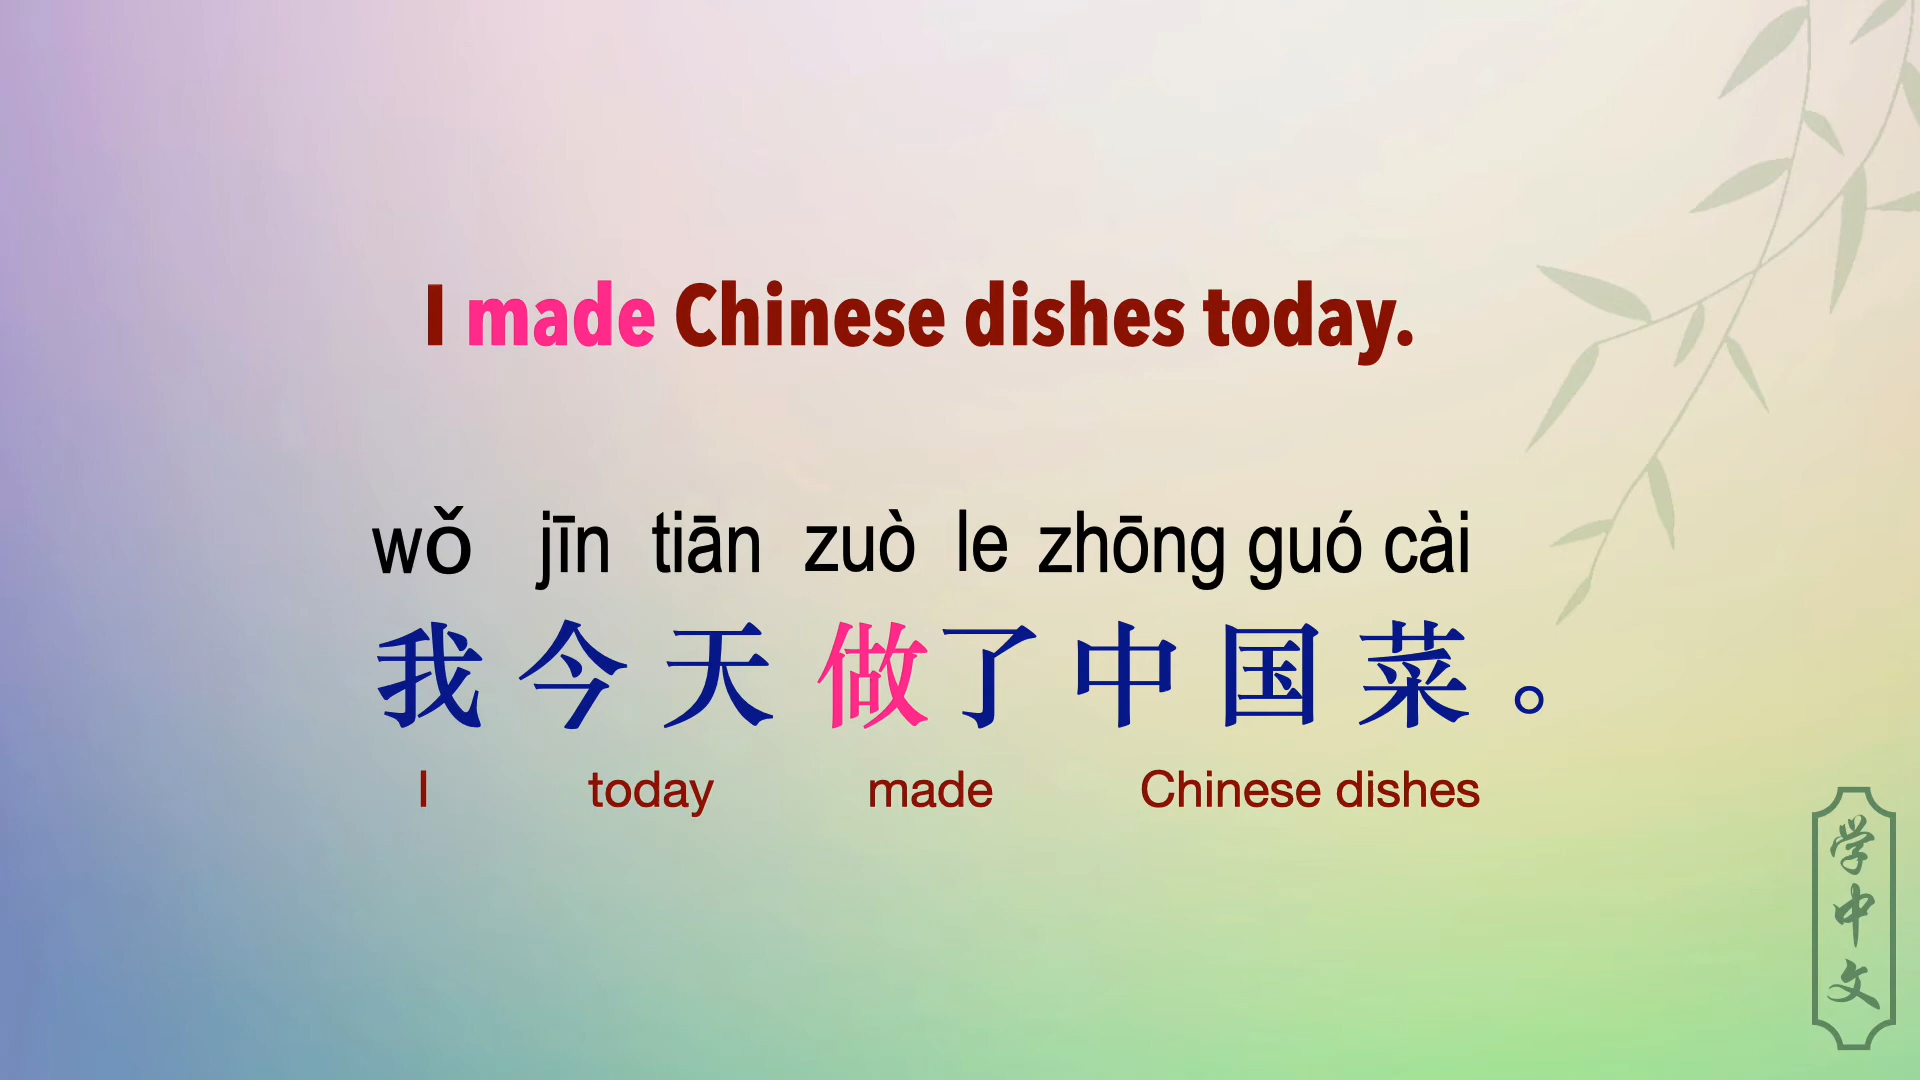 I made Chinese dishes today.
wǒ jīn tiān zuò le zhōng guó cài
我今天做了中国菜。
I today made Chinese dishes
学中文